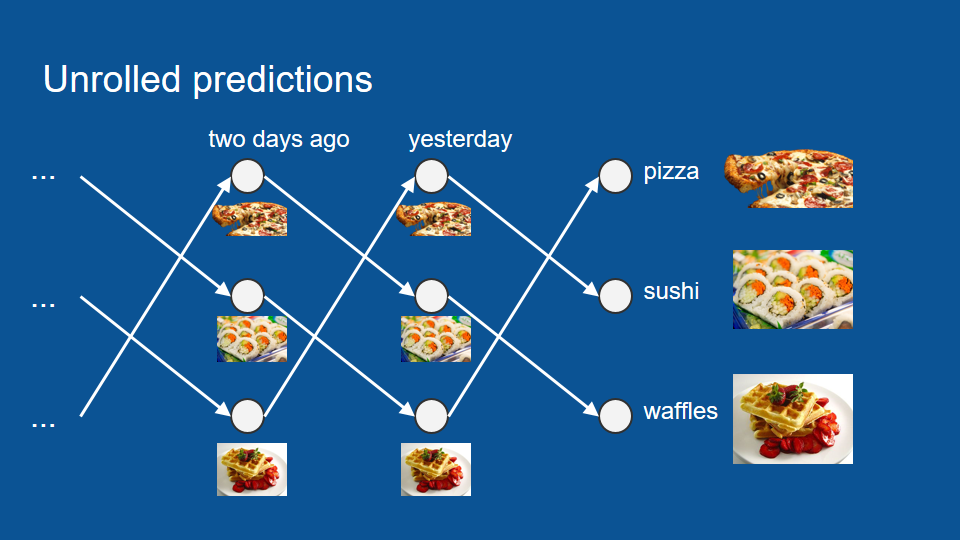 Unrolled predictions
two days ago
yesterday
...
pizza
...
sushi
...
waffles